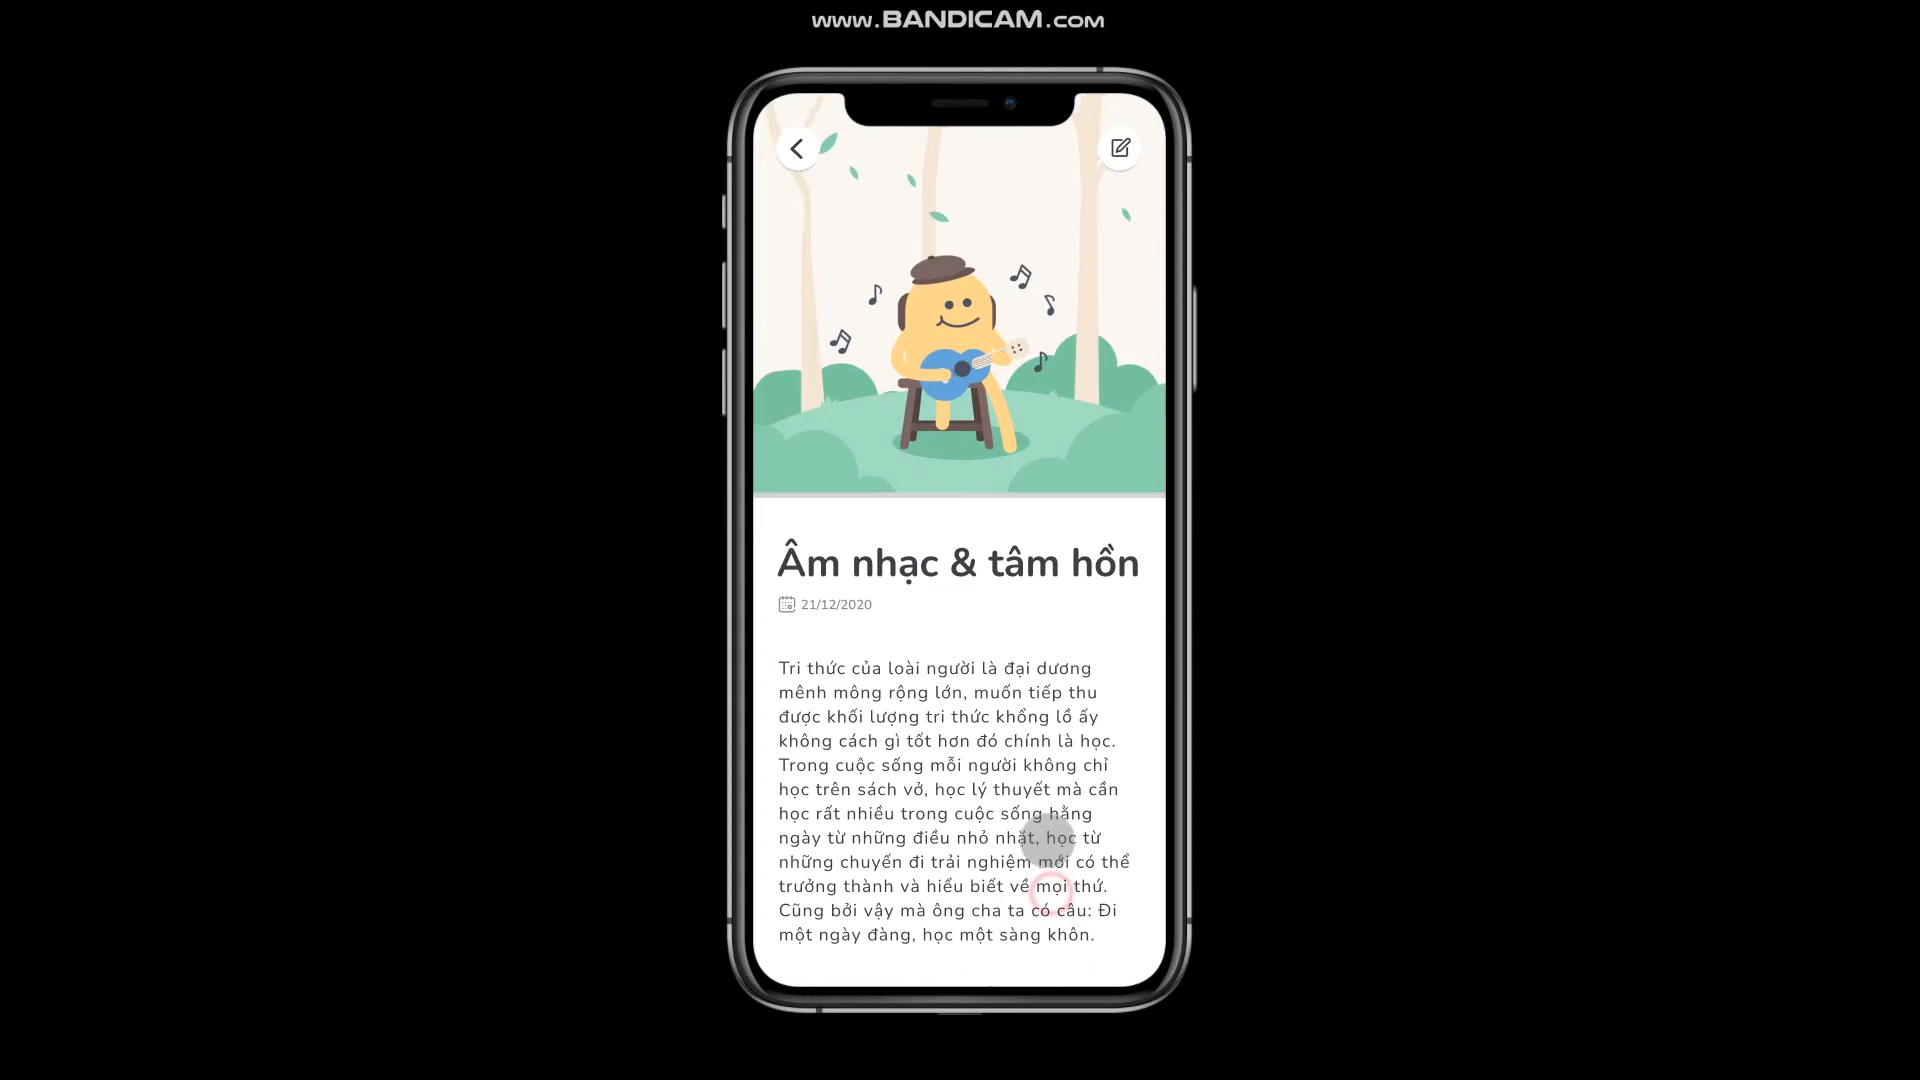 www.BANDICAM.com
Âm nhạc & tâm hồn
21/12/2020
Tri thức của loài người là đại dương
mênh mông rộng lớn, muốn tiếp thu
được khối lượng tri thức khổng lồ ấy
không cách gì tốt hơn đó chính là học.
Trong cuộc sống mỗi người không chỉ
học trên sách vở, học lý thuyết mà cần
học rất nhiều trong cuộc sống hằng
ngày từ những điều nhỏ nhặt, học từ
những chuyến đi trải nghiệm mới có thể
trưởng thành và hiểu biết về mọi thứ.
Cũng bởi vậy mà ông cha ta có câu: Đi
một ngày đàng, học một sàng khôn.